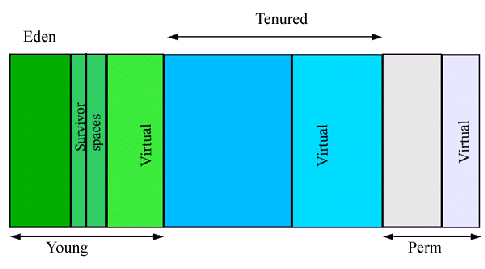 Tenured
Eden
Survivor
spaces
Virtual
Virtual
Virtual
Young
Perm